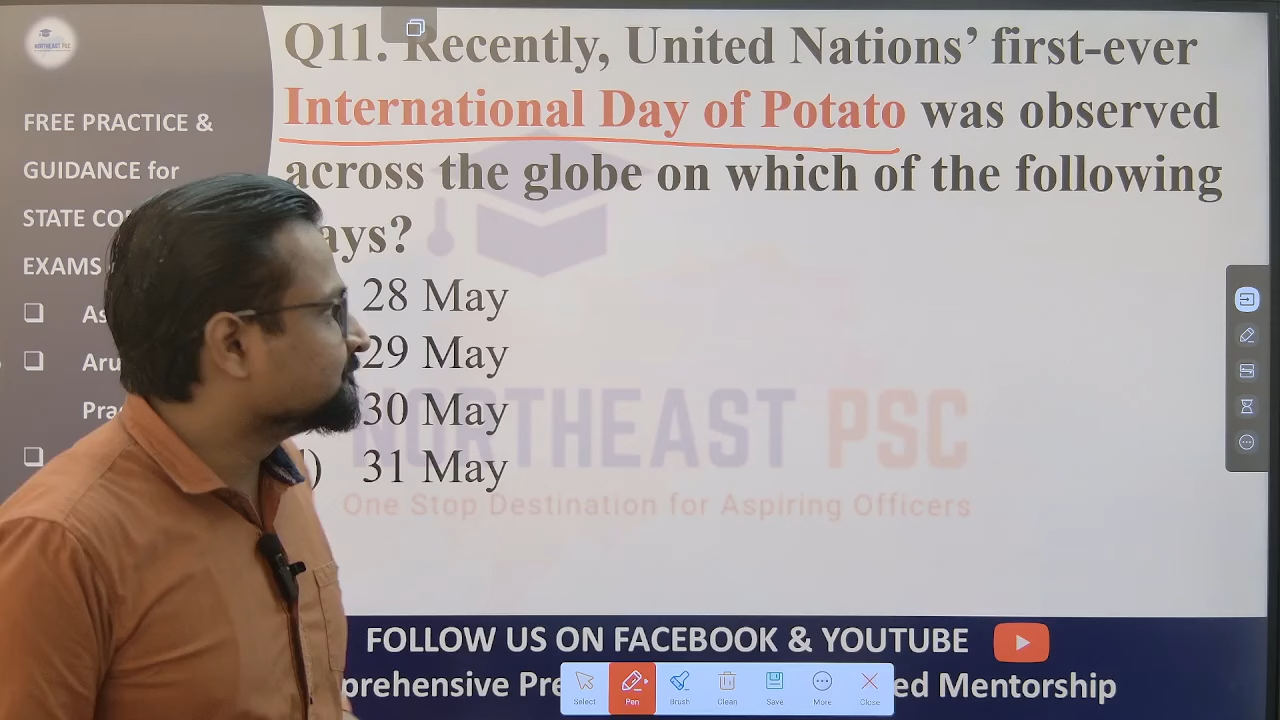 NORTHEAST PSC
Q11. Recently, United Nations’ first-ever
International Day of Potato was observed
across the globe on which of the following
ays?
28 May
29 May
30 May
) 31 May
FREE PRACTICE &
GUIDANCE for
STATE CO
EXAMS
As
Aru
Pra
NORTHEAST PSC
One Stop Destination for Aspiring Officers
FOLLOW US ON FACEBOOK & YOUTUBE
prehensive Pre
ed Mentorship
Select Pen Brush Clean Save More Close